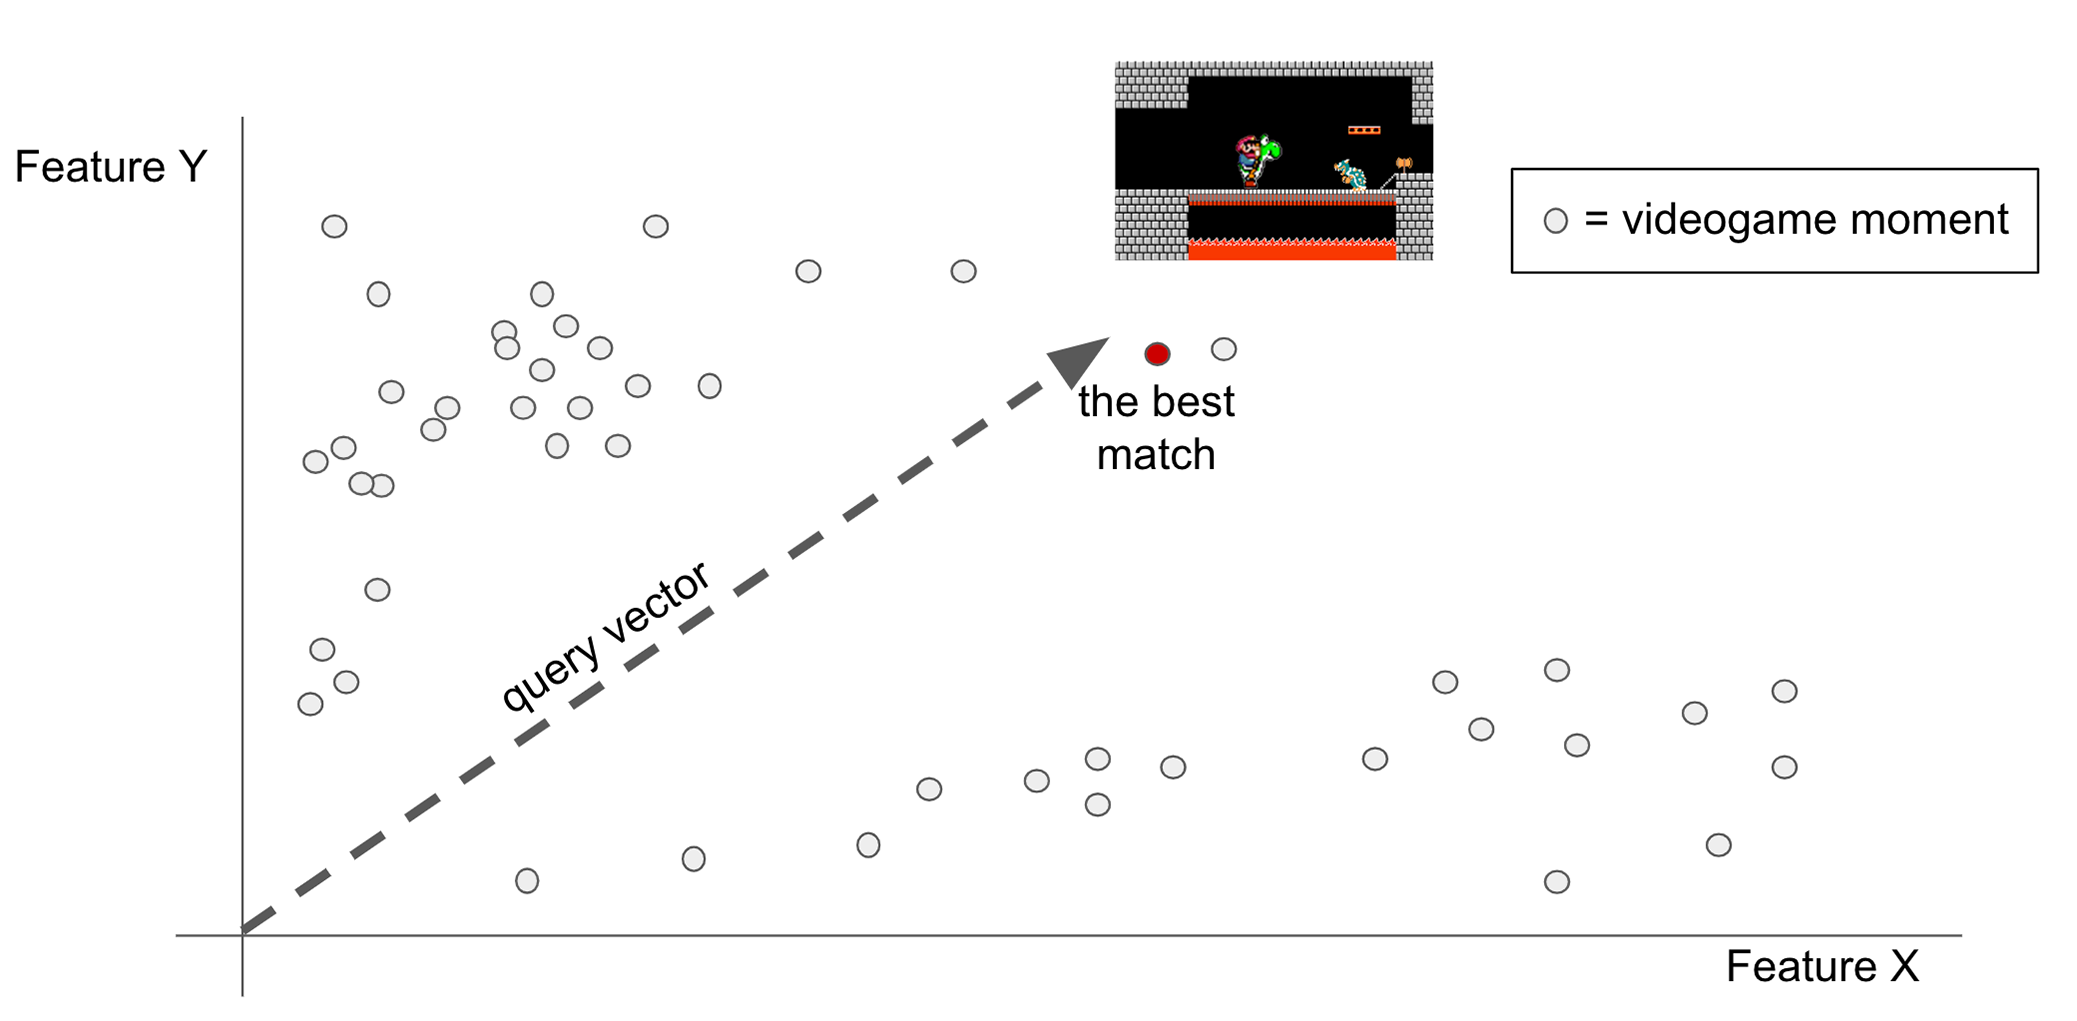 Feature Y
= videogame moment
the best
match
query vector
Feature X